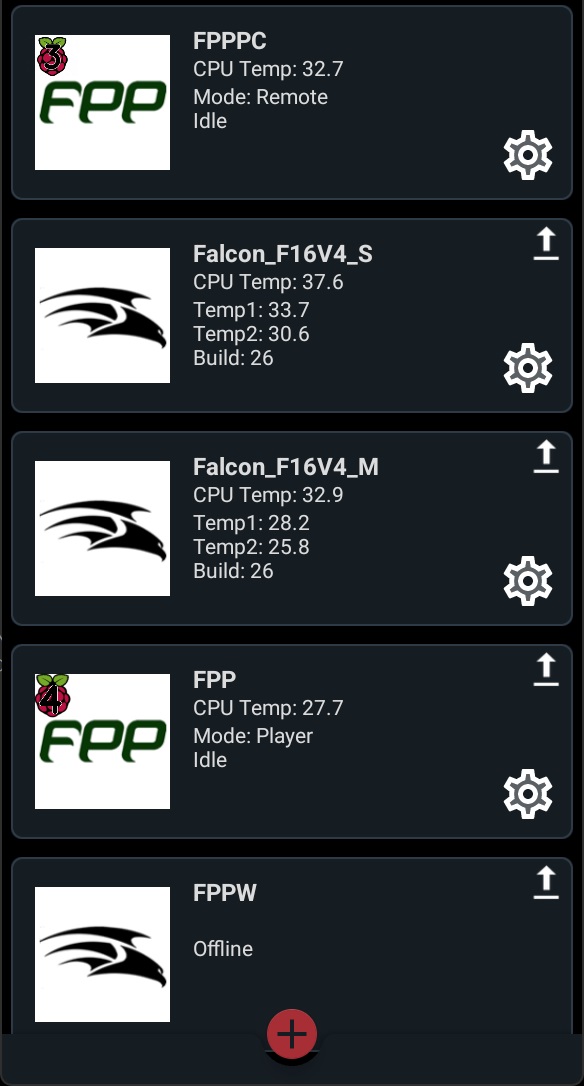 3
FPP
FPPPC
CPU Temp: 32.7
Mode: Remote
Idle
Falcon_F16V4_S
CPU Temp: 37.6
Temp1: 33.7
Temp2: 30.6
Build: 26
Falcon_F16V4_M
CPU Temp: 32.9
Temp1: 28.2
Temp2: 25.8
Build: 26
4
FPP
FPP
CPU Temp: 27.7
Mode: Player
Idle
FPPW
Offline